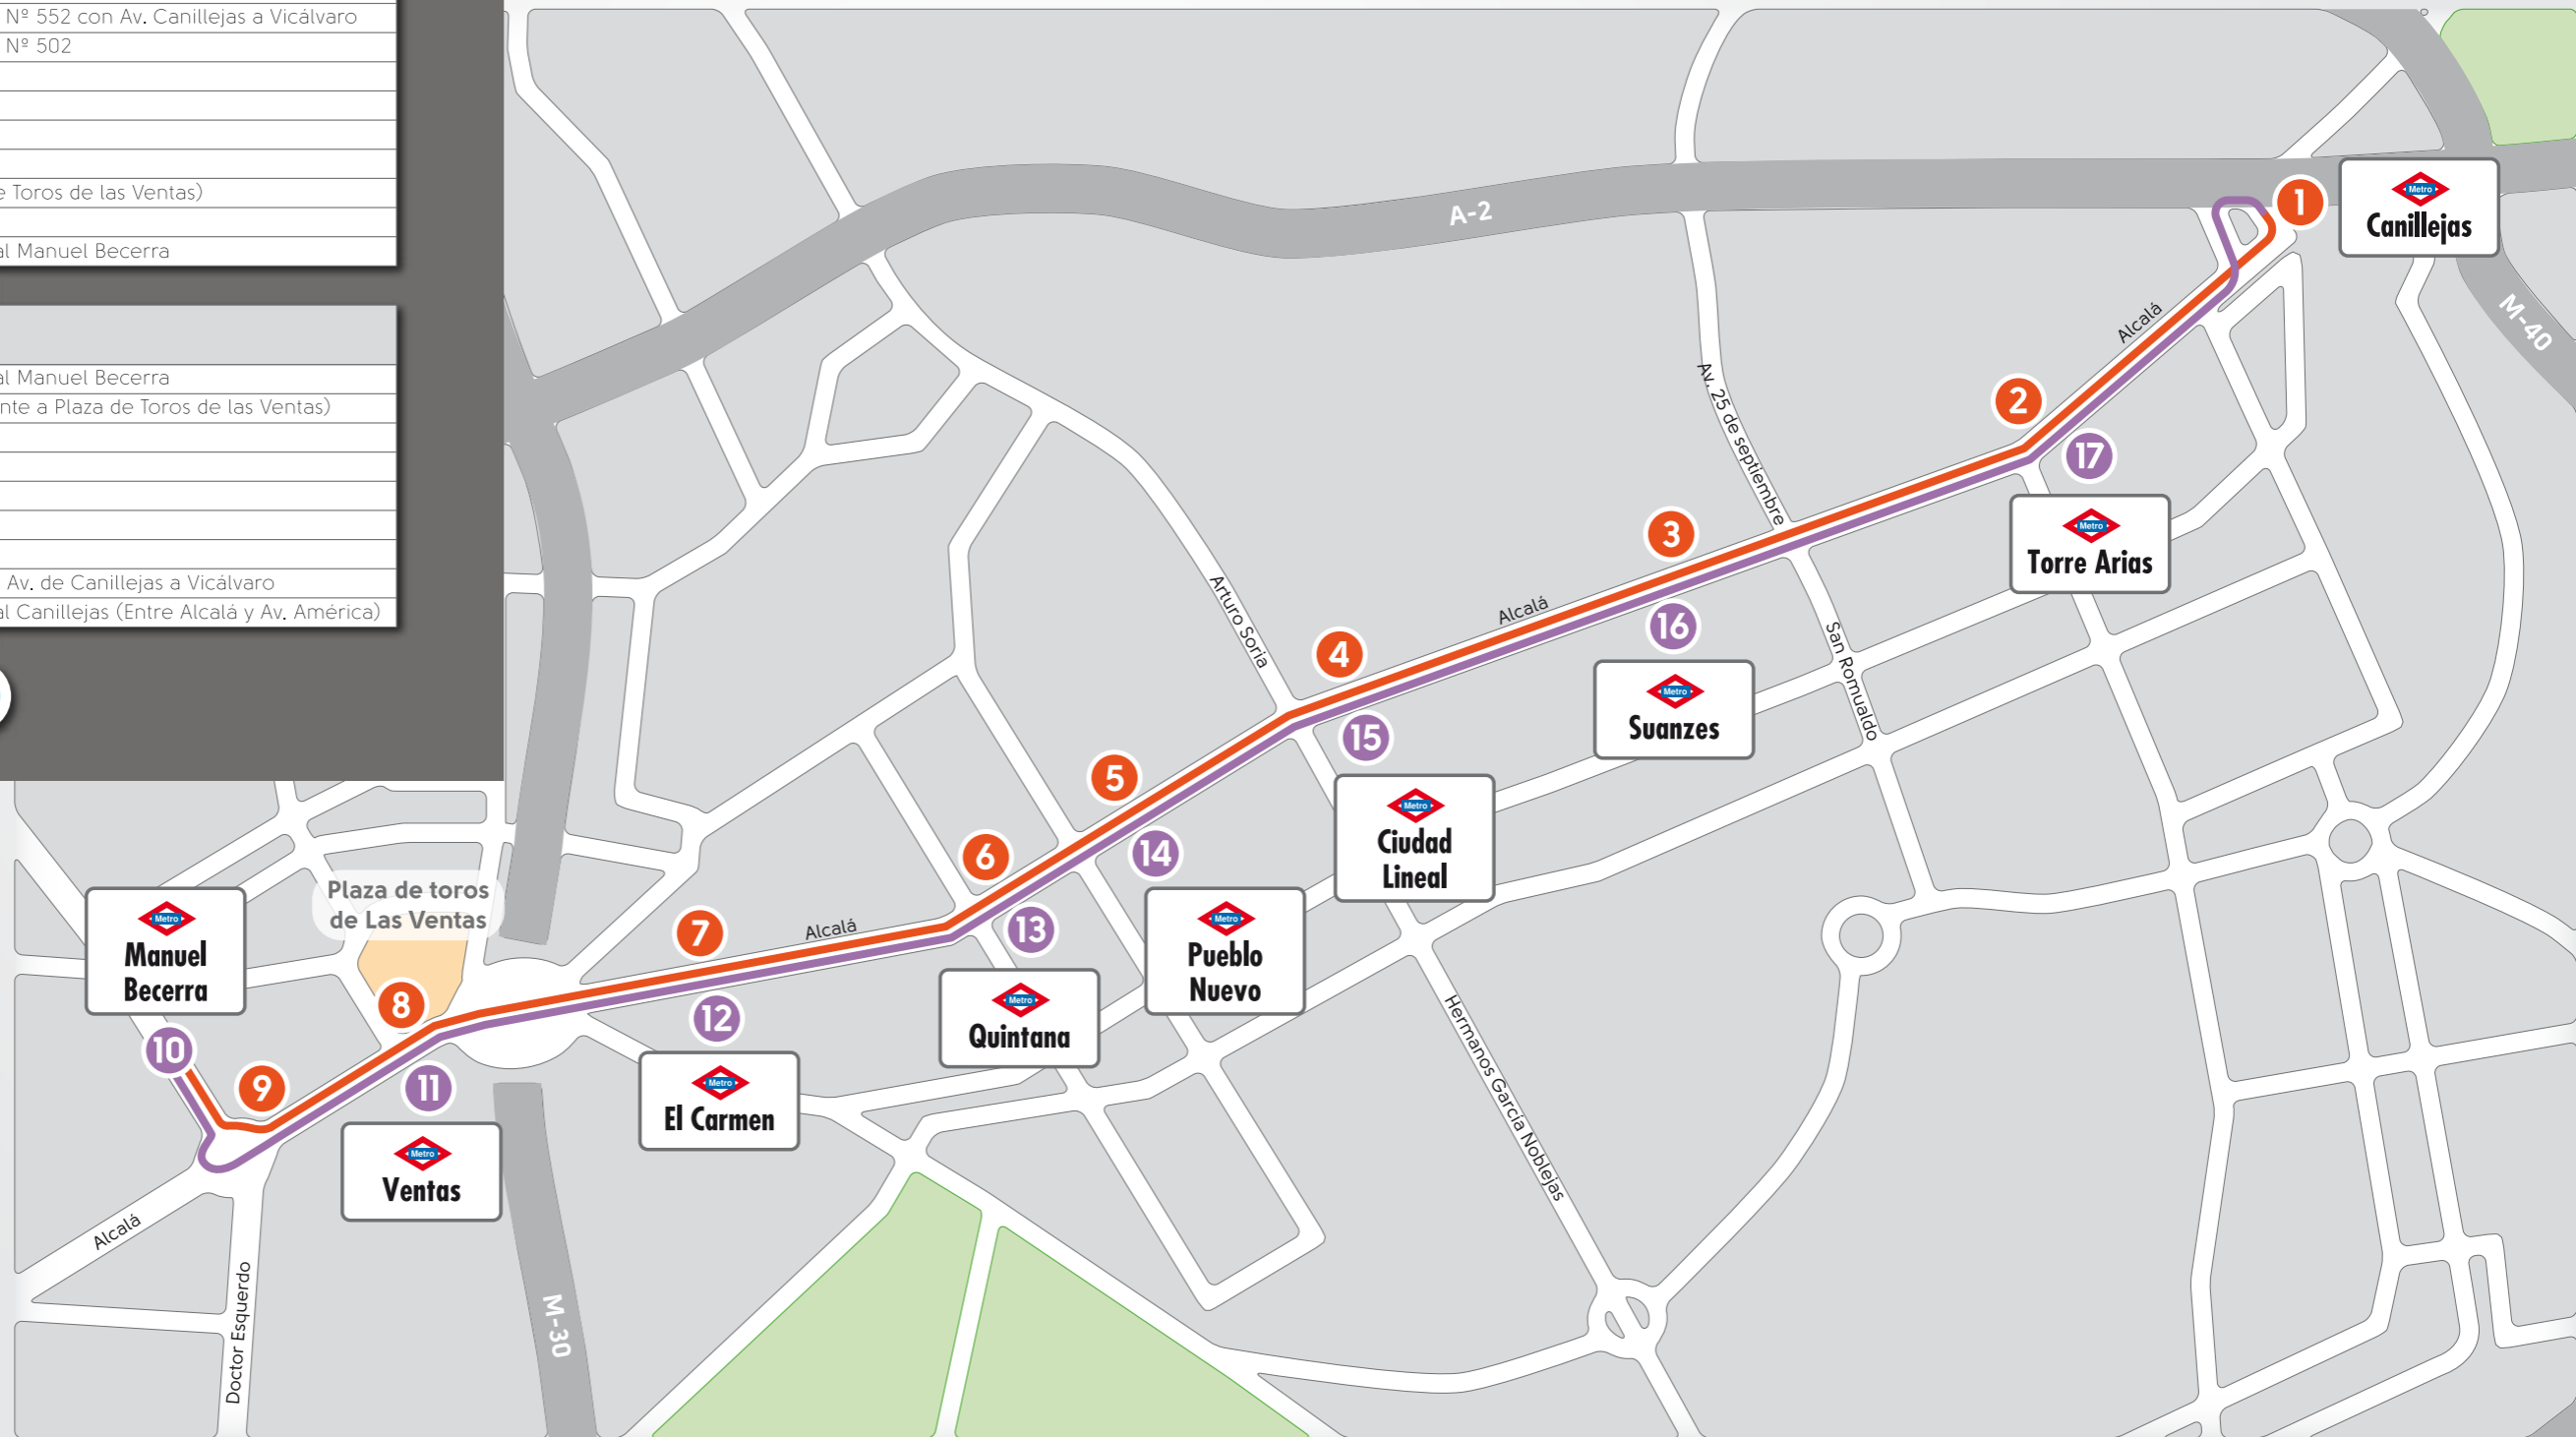 Nº 552 con Av. Canillejas a Vicálvaro
Nº 502
e Toros de las Ventas)
al Manuel Becerra
al Manuel Becerra
nte a Plaza de Toros de las Ventas)
Av. de Canillejas a Vicálvaro
al Canillejas (Entre Alcalá y Av. América)
A-2
1
Metro
Canillejas
M-40
Alcalá
Av. 25 de septiembre
2
17
Metro
Torre Arias
3
Alcalá
16
Arturo Soria
San Romualdo
4
Metro
Suanzes
15
5
Metro
Ciudad
Lineal
6
14
Plaza de toros
de Las Ventas
7
Alcalá
13
Metro
Manuel
Becerra
Metro
Pueblo
Nuevo
8
12
Metro
Quintana
10
9
11
Metro
El Carmen
Hermanos García Noblejas
Metro
Ventas
Alcalá
Doctor Esquerdo
M-30